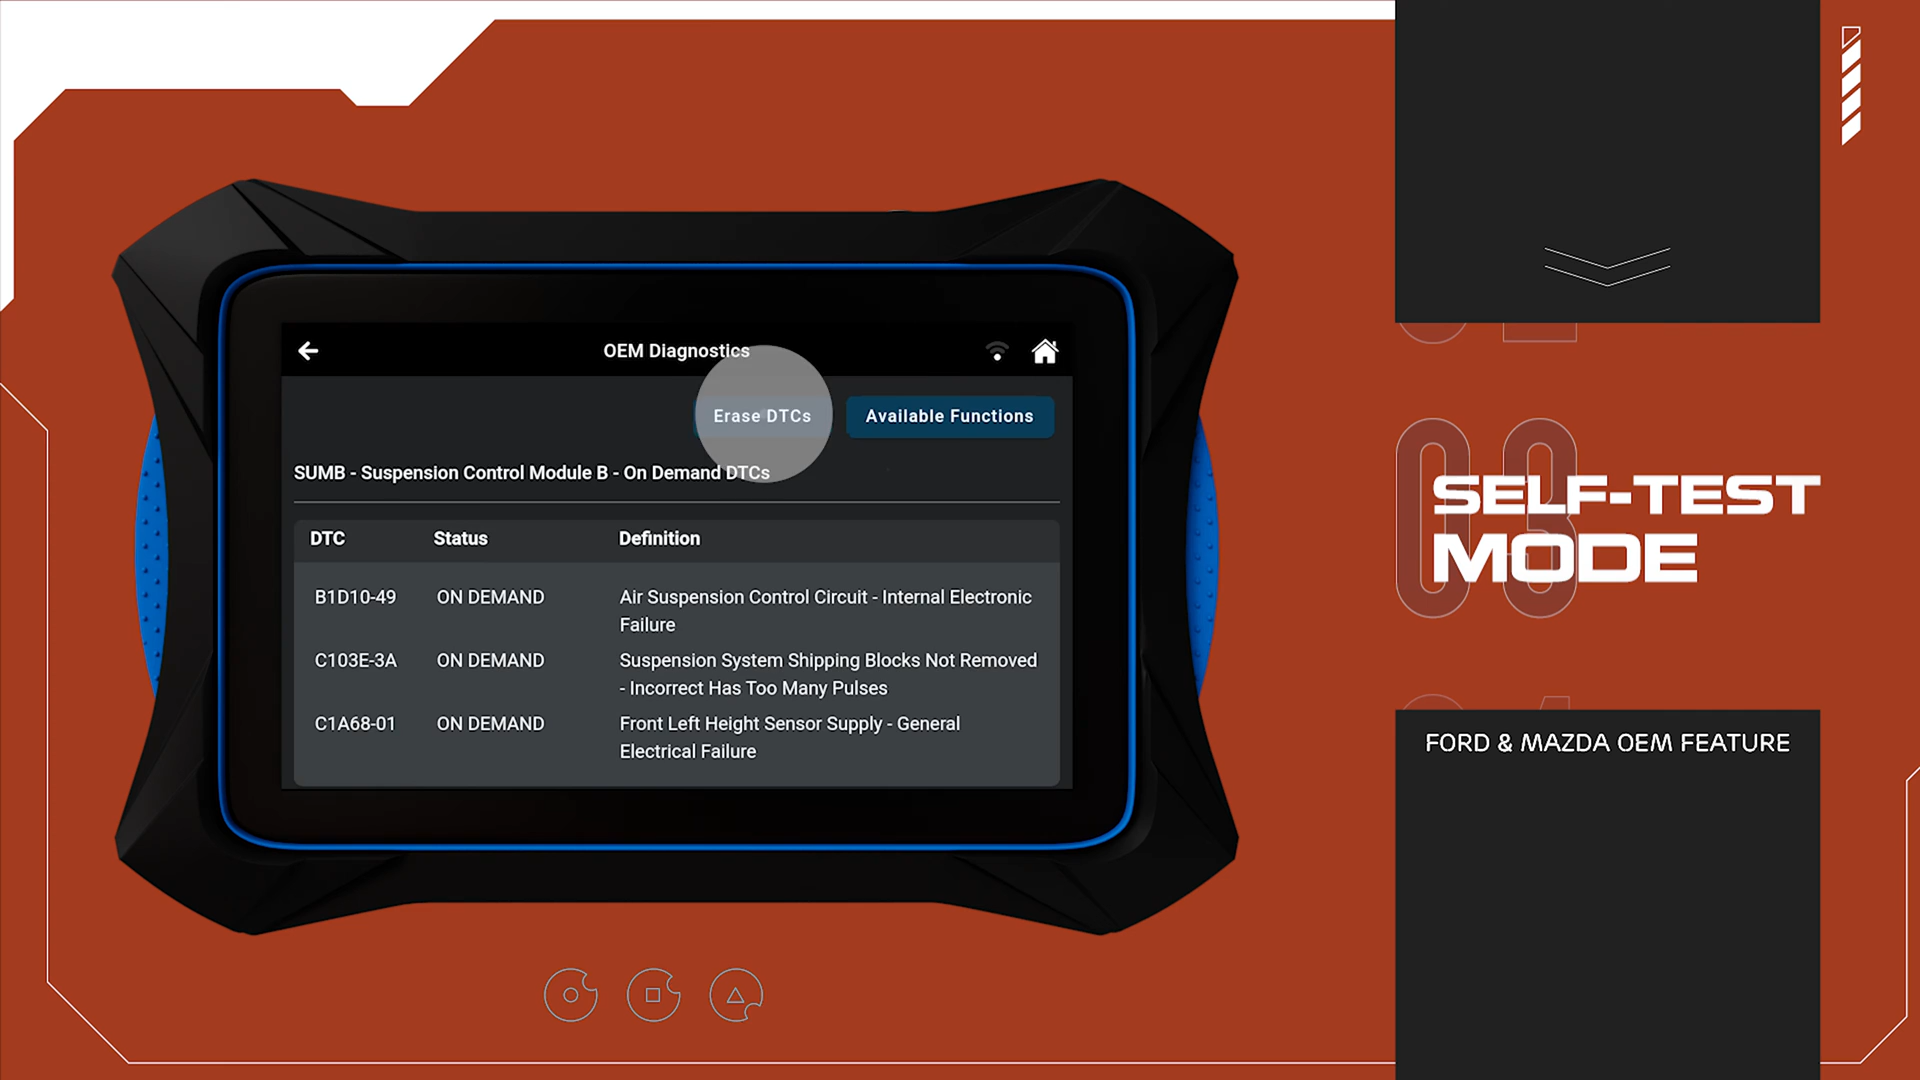 OEM Diagnostics
Erase DTCs
Available Functions
SUMB - Suspension Control Module B - On Demand DTCs
DTC Status Definition
B1D10-49 ON DEMAND Air Suspension Control Circuit - Internal Electronic
Failure
C103E-3A ON DEMAND Suspension System Shipping Blocks Not Removed
- Incorrect Has Too Many Pulses
C1A68-01 ON DEMAND Front Left Height Sensor Supply - General
Electrical Failure
03
SELF-TEST
MODE
FORD & MAZDA OEM FEATURE